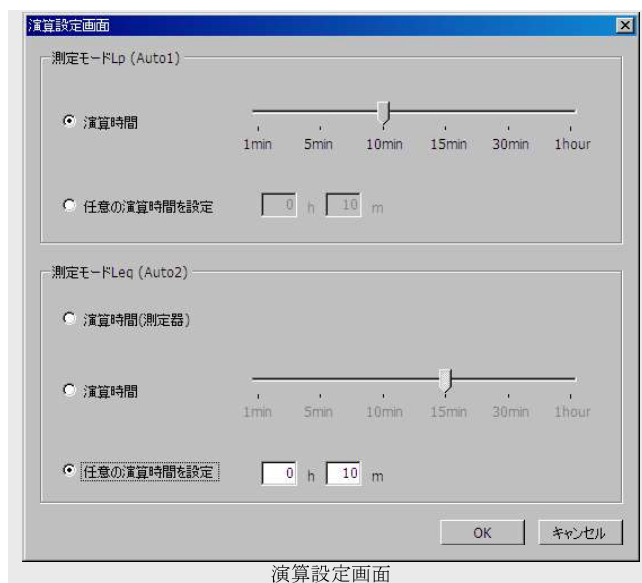 演算設定画面
測定モードLp (Auto1)
演算時間
1min 5min 10min 15min 30min 1hour
任意の演算時間を設定 0 h 10 m
測定モードLeq (Auto2)
演算時間(測定器)
演算時間
1min 5min 10min 15min 30min 1hour
任意の演算時間を設定 0 h 10 m
OK キャンセル
演算設定画面